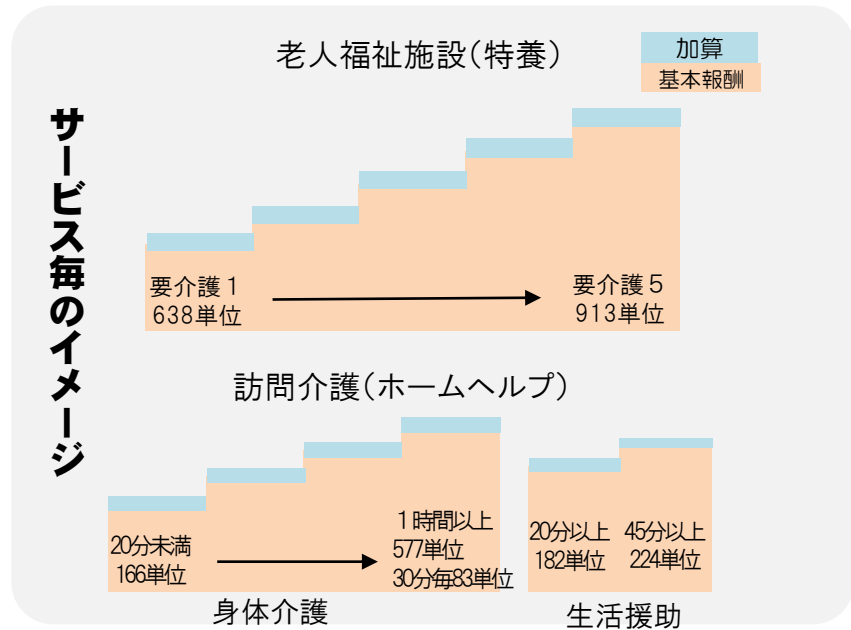 サービス毎のイメージ
老人福祉施設(特養)
加算
基本報酬
要介護1
638単位
要介護5
913単位
訪問介護(ホームヘルプ)
20分未満
166単位
1時間以上
577単位
30分毎83単位
身体介護
20分以上
182単位
45分以上
224単位
生活援助